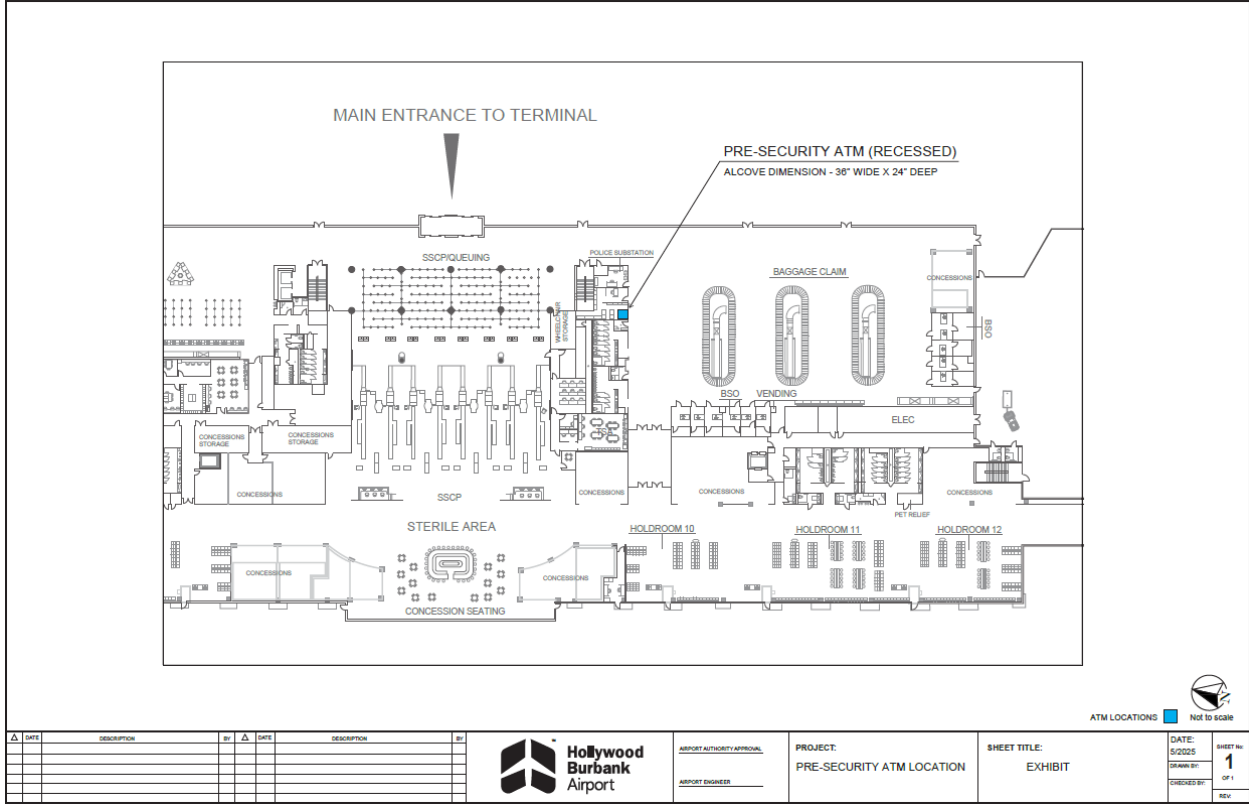 MAIN ENTRANCE TO TERMINAL
PRE-SECURITY ATM (RECESSED)
ALCOVE DIMENSION - 36" WIDE X 24" DEEP
SSCP/QUEUING
POLICE SUBSTATION
BAGGAGE CLAIM
CONCESSIONS
WHEELCHAIR
STORAGE
BSO
BSO
VENDING
ELEC
CONCESSIONS
STORAGE
CONCESSIONS
STORAGE
CONCESSIONS
SSCP
CONCESSIONS
CONCESSIONS
CONCESSIONS
PET RELIEF
STERILE AREA
HOLDROOM 10
HOLDROOM 11
HOLDROOM 12
CONCESSIONS
CONCESSIONS
CONCESSION SEATING
N
ATM LOCATIONS
Not to scale
DATE
DESCRIPTION
BY
DATE
DESCRIPTION
BY
Hollywood
Burbank
Airport
AIRPORT AUTHORITY APPROVAL
AIRPORT ENGINEER
PROJECT:
PRE-SECURITY ATM LOCATION
SHEET TITLE:
EXHIBIT
DATE:
5/2025
DRAWN BY:
CHECKED BY:
SHEET No:
1
OF 1
REV: